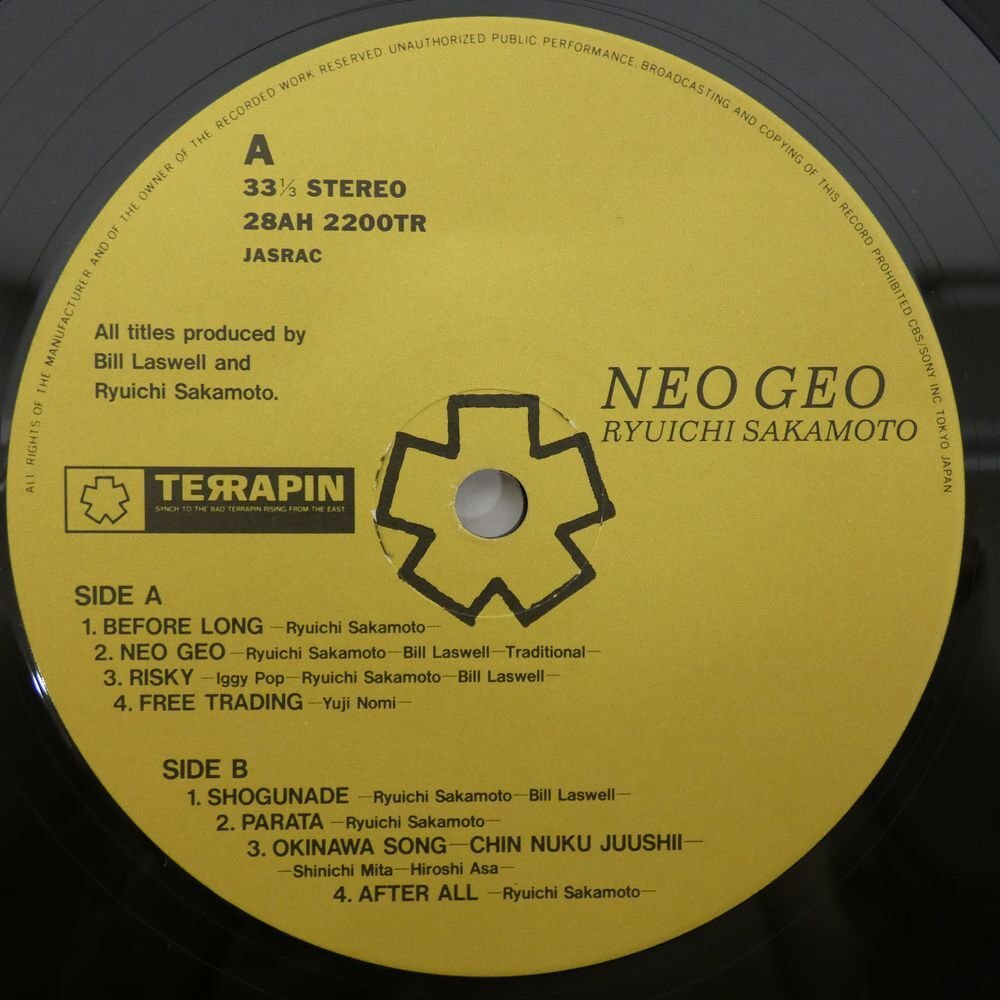 ALL RIGHTS OF THE MANUFACTURER AND OF THE OWNER OF THE RECORDED WORK RESERVED. UNAUTHORIZED PUBLIC PERFORMANCE. BROADCASTING AND COPYING OF THIS RECORD PROHIBITED CBS/SONY INC. TOKYO JAPAN
A
33⅓ STEREO
28AH 2200TR
JASRAC
All titles produced by
Bill Laswell and
Ryuichi Sakamoto.
NEO GEO
RYUICHI SAKAMOTO
TEЯRAPIN
SYNCH TO THE BAD TERRAPIN RISING FROM THE EAST
SIDE A
1. BEFORE LONG —Ryuichi Sakamoto—
2. NEO GEO —Ryuichi Sakamoto—Bill Laswell—Traditional—
3. RISKY —Iggy Pop—Ryuichi Sakamoto—Bill Laswell—
4. FREE TRADING —Yuji Nomi—
SIDE B
1. SHOGUNADE —Ryuichi Sakamoto—Bill Laswell—
2. PARATA —Ryuichi Sakamoto—
3. OKINAWA SONG—CHIN NUKU JUUSHII—
—Shinichi Mita—Hiroshi Asa—
4. AFTER ALL —Ryuichi Sakamoto—